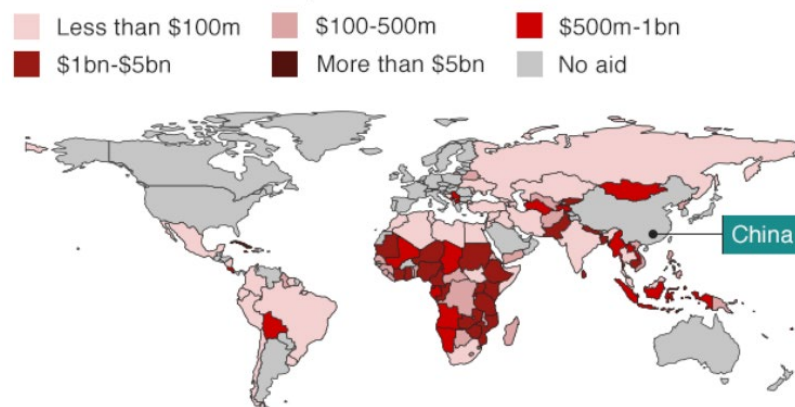 Less than $100m $100-500m $500m-1bn
$1bn-$5bn More than $5bn No aid
China